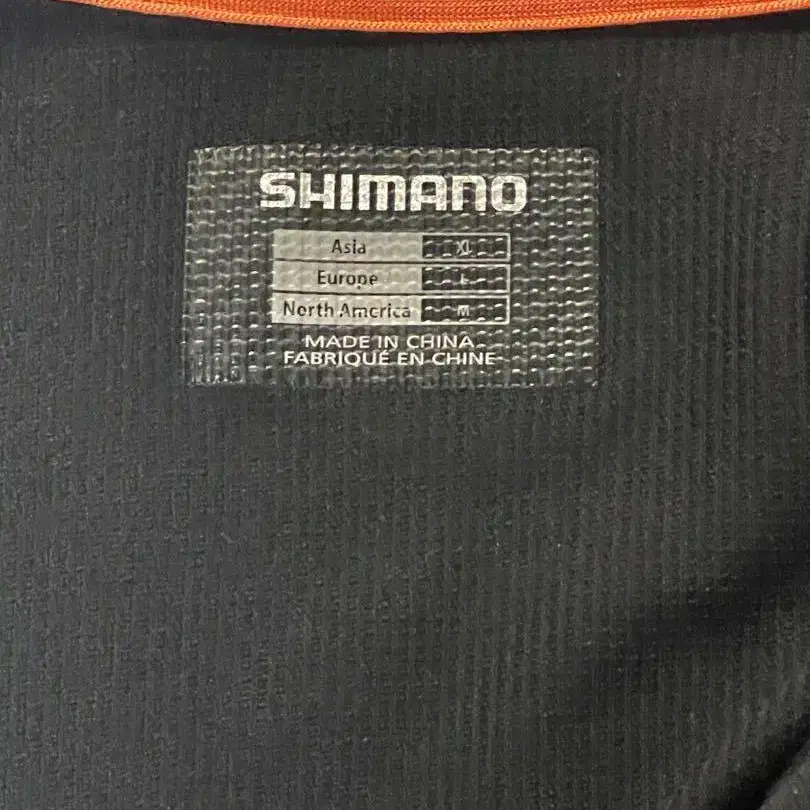 SHIMANO
Asia XL
Europe L
North America M
MADE IN CHINA
FABRIQUÉ EN CHINE